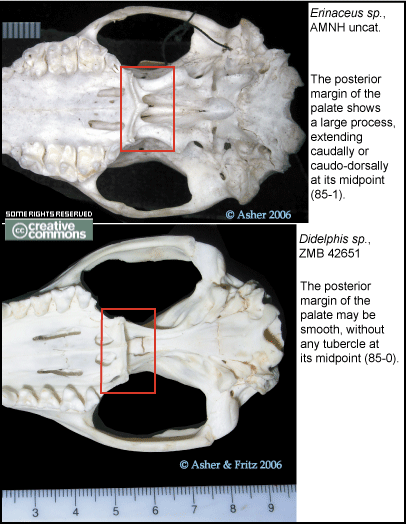 Erinaceus sp.,
AMNH uncat.
The posterior
margin of the
palate shows
a large process,
extending
caudally or
caudo-dorsally
at its midpoint
(85-1).
© Asher 2006
SOME RIGHTS RESERVED
cc creative
commons
Didelphis sp.,
ZMB 42651
The posterior
margin of the
palate may be
smooth, without
any tubercle at
its midpoint (85-0).
© Asher & Fritz 2006
3 4 5 6 7 8 9